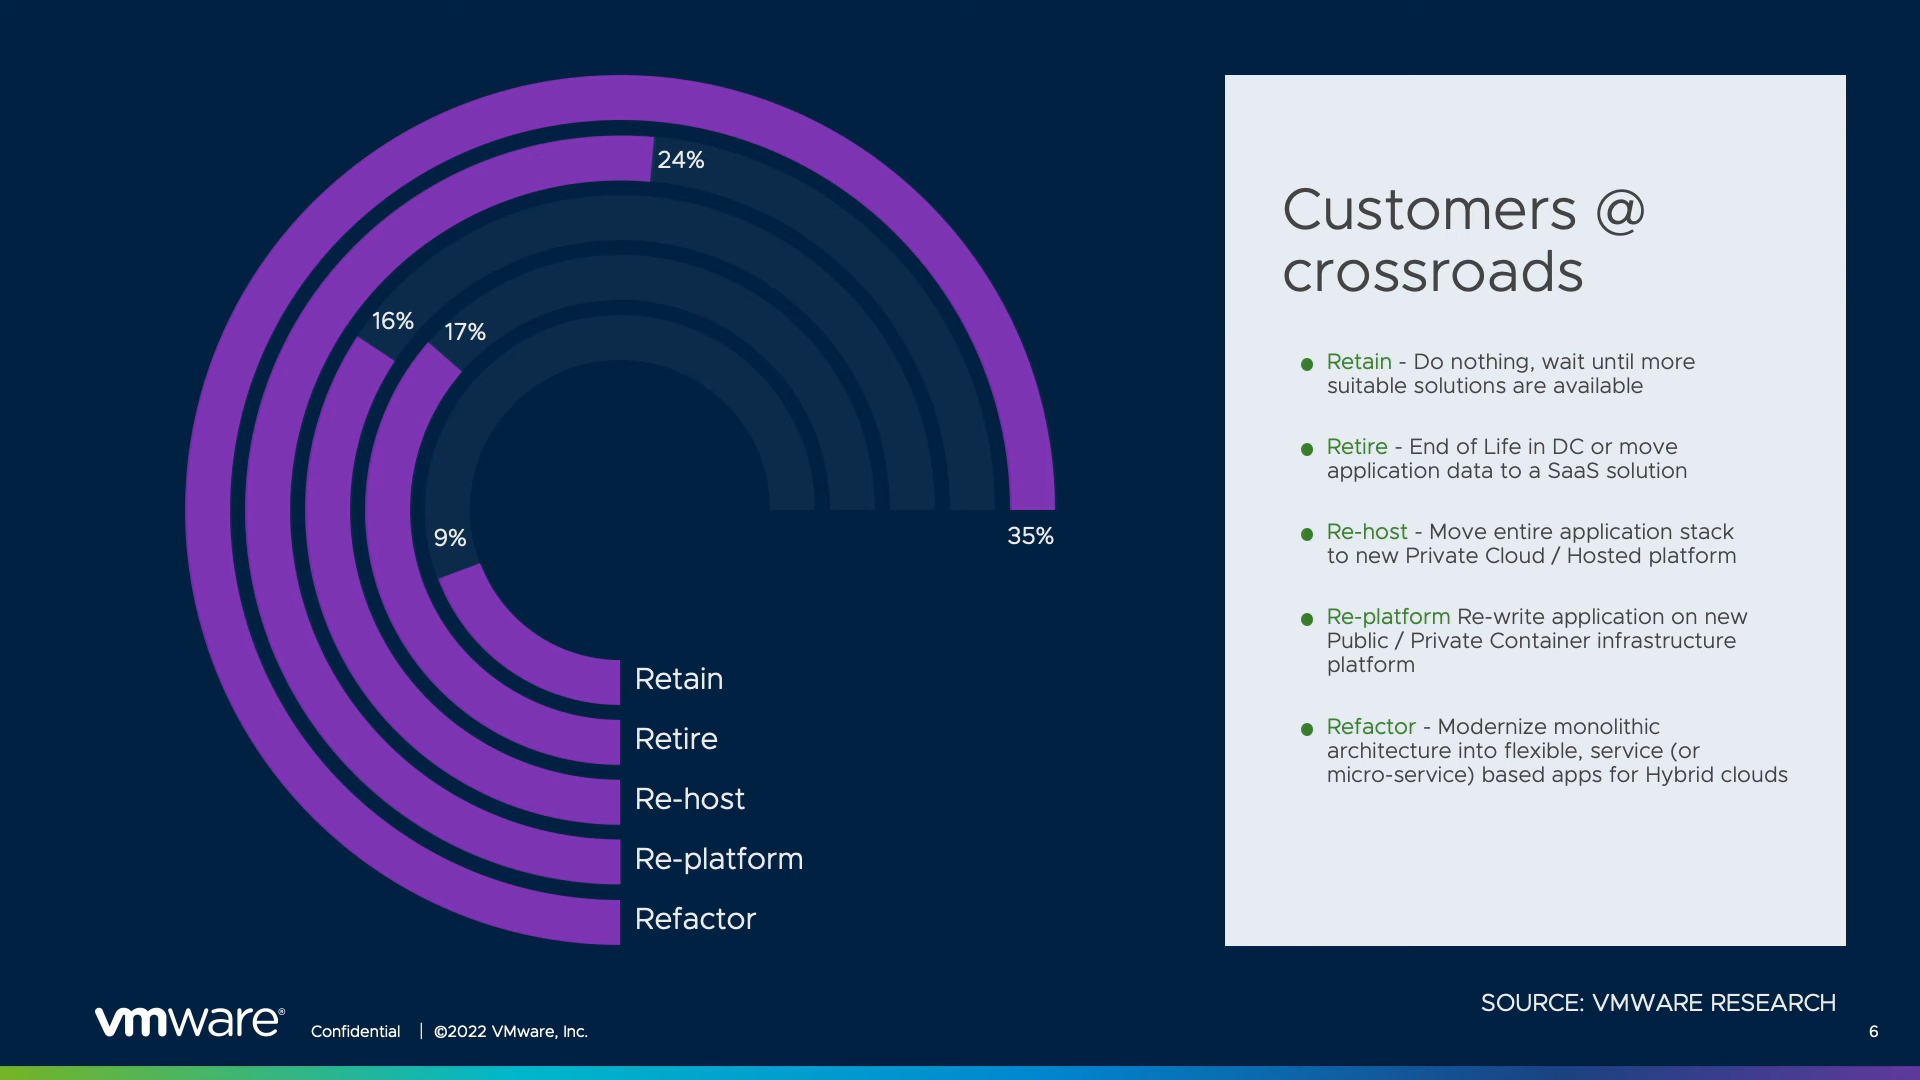 24%
16%
17%
9%
35%
Retain
Retire
Re-host
Re-platform
Refactor
Customers @
crossroads
Retain - Do nothing, wait until more
suitable solutions are available
Retire - End of Life in DC or move
application data to a SaaS solution
Re-host - Move entire application stack
to new Private Cloud / Hosted platform
Re-platform Re-write application on new
Public / Private Container infrastructure
platform
Refactor - Modernize monolithic
architecture into flexible, service (or
micro-service) based apps for Hybrid clouds
SOURCE: VMWARE RESEARCH
vmware® Confidential | ©2022 VMware, Inc.
6